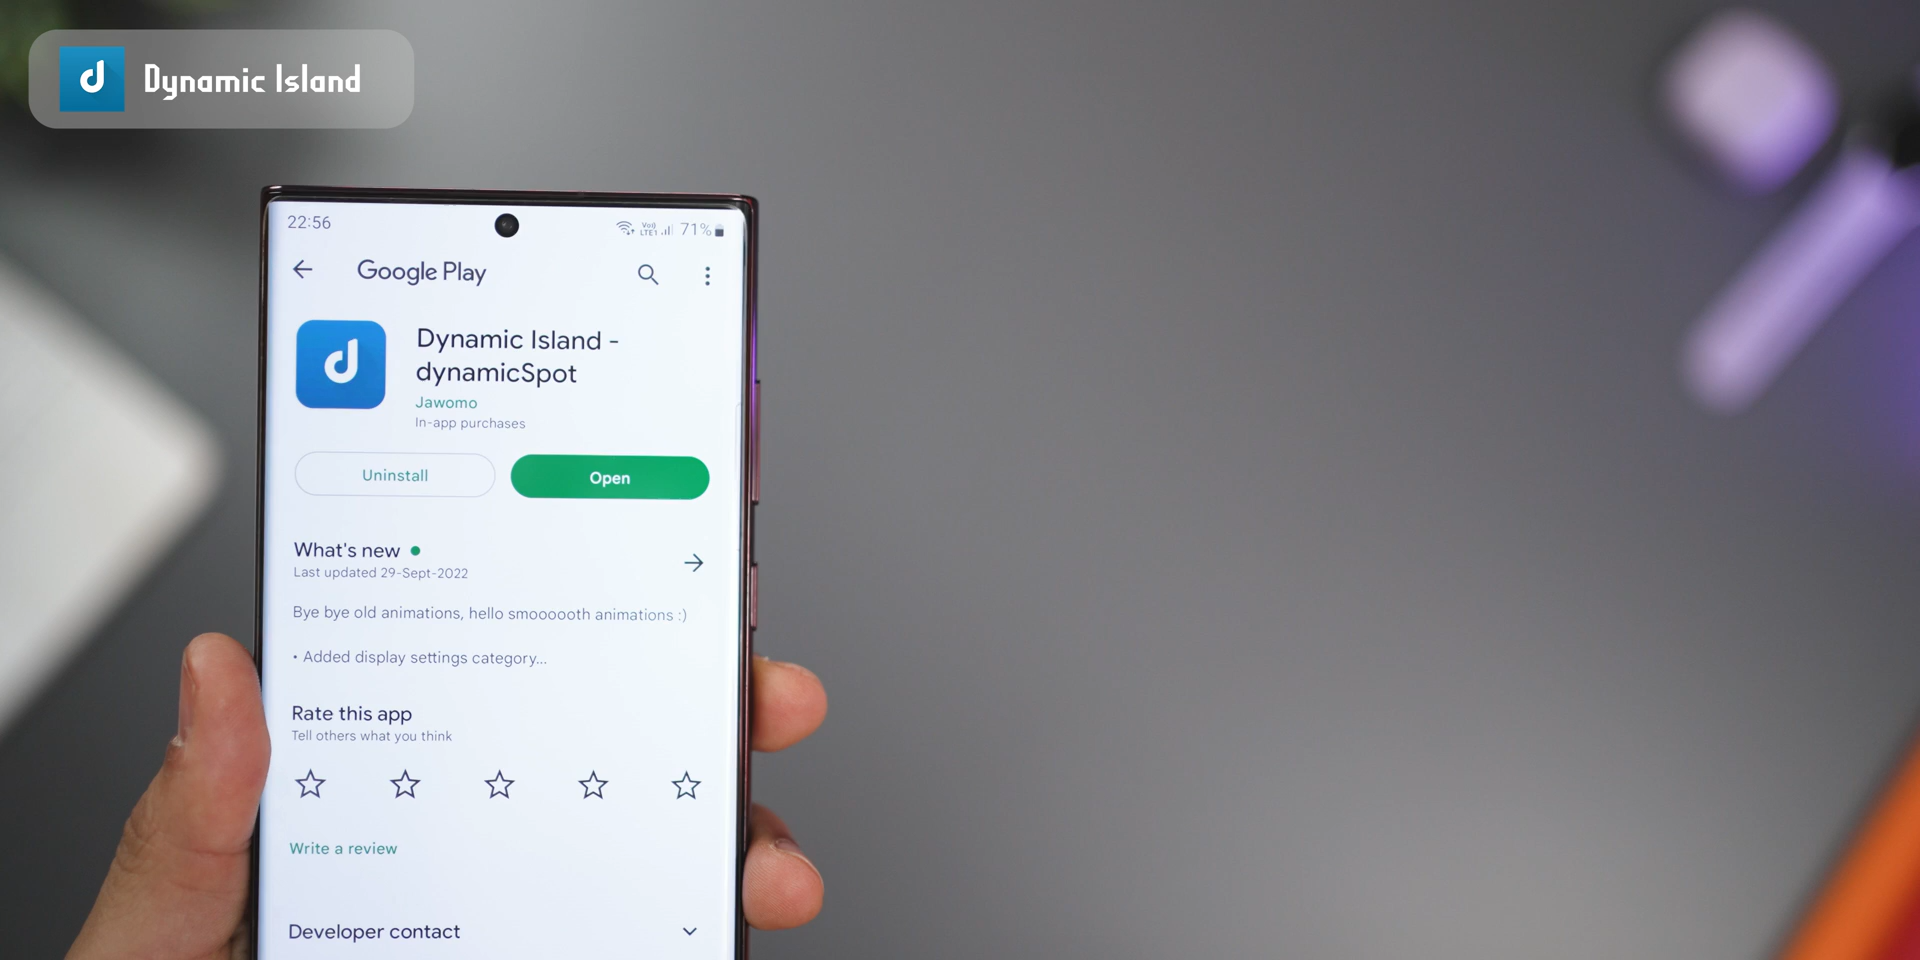 Dynamic Island
22:56
Vo)) LTE1 71%
Google Play
Dynamic Island -
dynamicSpot
Jawomo
In-app purchases
Uninstall
Open
What's new
Last updated 29-Sept-2022
Bye bye old animations, hello smoooooth animations :)
• Added display settings category...
Rate this app
Tell others what you think
Write a review
Developer contact